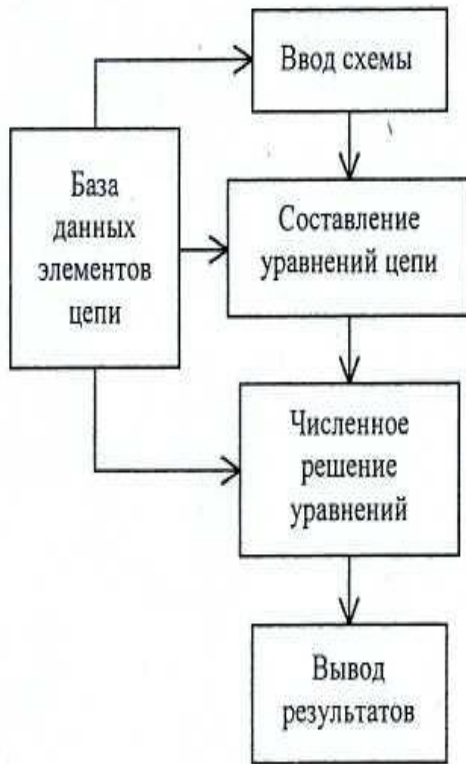 Ввод схемы
База
данных
элементов
цепи
Составление
уравнений цепи
Численное
решение
уравнений
Вывод
результатов